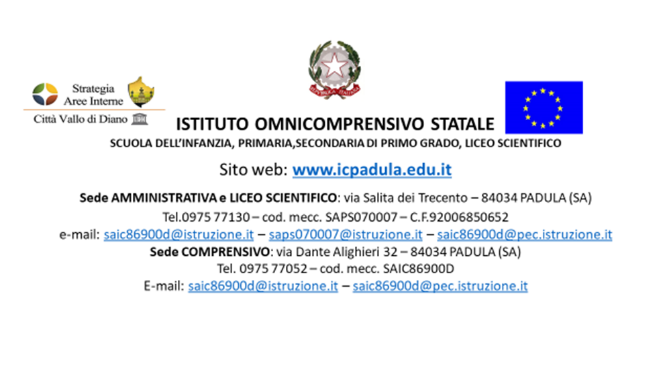 Strategia
Aree Interne
Città Vallo di Diano
ISTITUTO OMNICOMPRENSIVO STATALE
SCUOLA DELL'INFANZIA, PRIMARIA,SECONDARIA DI PRIMO GRADO, LICEO SCIENTIFICO
Sito web: www.icpadula.edu.it
Sede AMMINISTRATIVA e LICEO SCIENTIFICO: via Salita dei Trecento – 84034 PADULA (SA)
Tel.0975 77130 – cod. mecc. SAPS070007 – C.F.92006850652
e-mail: saic86900d@istruzione.it – saps070007@istruzione.it – saic86900d@pec.istruzione.it
Sede COMPRENSIVO: via Dante Alighieri 32 – 84034 PADULA (SA)
Tel. 0975 77052 – cod. mecc. SAIC86900D
E-mail: saic86900d@istruzione.it – saic86900d@pec.istruzione.it